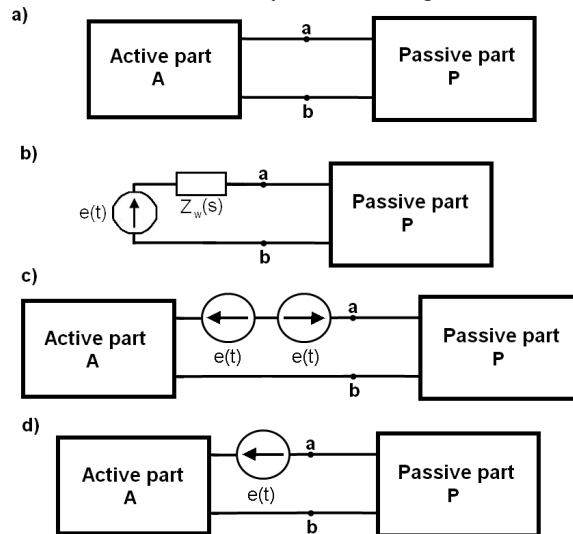 a)
a
Active part
A
Passive part
P
b
b)
a
e(t)
Z_w(s)
Passive part
P
b
c)
a
Active part
A
e(t) e(t)
Passive part
P
b
d)
a
Active part
A
e(t)
Passive part
P
b